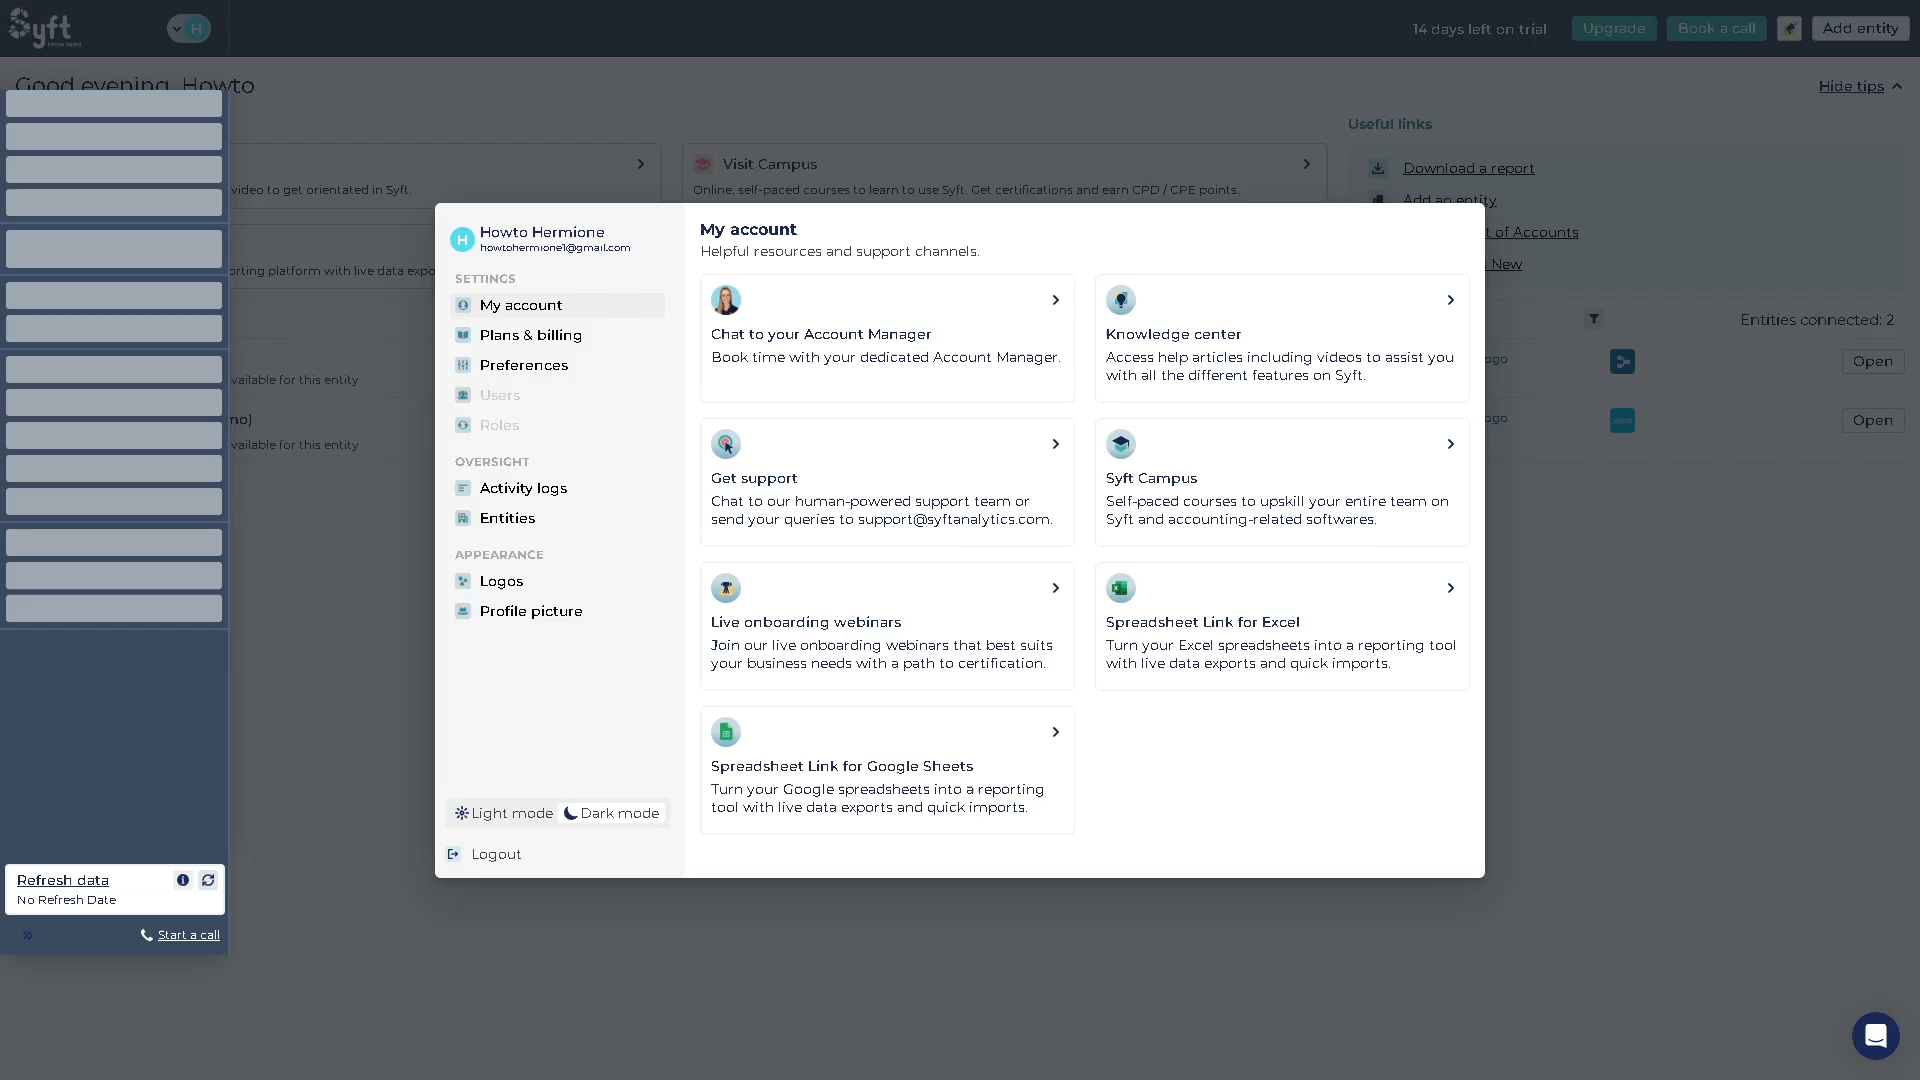 Syft
FROM XERO
H
14 days left on trial
Upgrade
Book a call
Add entity
Good evening, Howto
Hide tips
Useful links
Visit Campus
Download a report
video to get orientated in Syft.
Online, self-paced courses to learn to use Syft. Get certifications and earn CPD / CPE points.
Add an entity
t of Accounts
New
orting platform with live data expo
Entities connected: 2
ogo
Open
vailable for this entity
mo)
ogo
Open
vailable for this entity
H
Howto Hermione
howtohermione1@gmail.com
SETTINGS
My account
Plans & billing
Preferences
Users
Roles
OVERSIGHT
Activity logs
Entities
APPEARANCE
Logos
Profile picture
Light mode
Dark mode
Logout
My account
Helpful resources and support channels.
Chat to your Account Manager
Book time with your dedicated Account Manager.
Knowledge center
Access help articles including videos to assist you
with all the different features on Syft.
Get support
Chat to our human-powered support team or
send your queries to support@syftanalytics.com.
Syft Campus
Self-paced courses to upskill your entire team on
Syft and accounting-related softwares.
Live onboarding webinars
Join our live onboarding webinars that best suits
your business needs with a path to certification.
Spreadsheet Link for Excel
Turn your Excel spreadsheets into a reporting tool
with live data exports and quick imports.
Spreadsheet Link for Google Sheets
Turn your Google spreadsheets into a reporting
tool with live data exports and quick imports.
Refresh data
No Refresh Date
Start a call